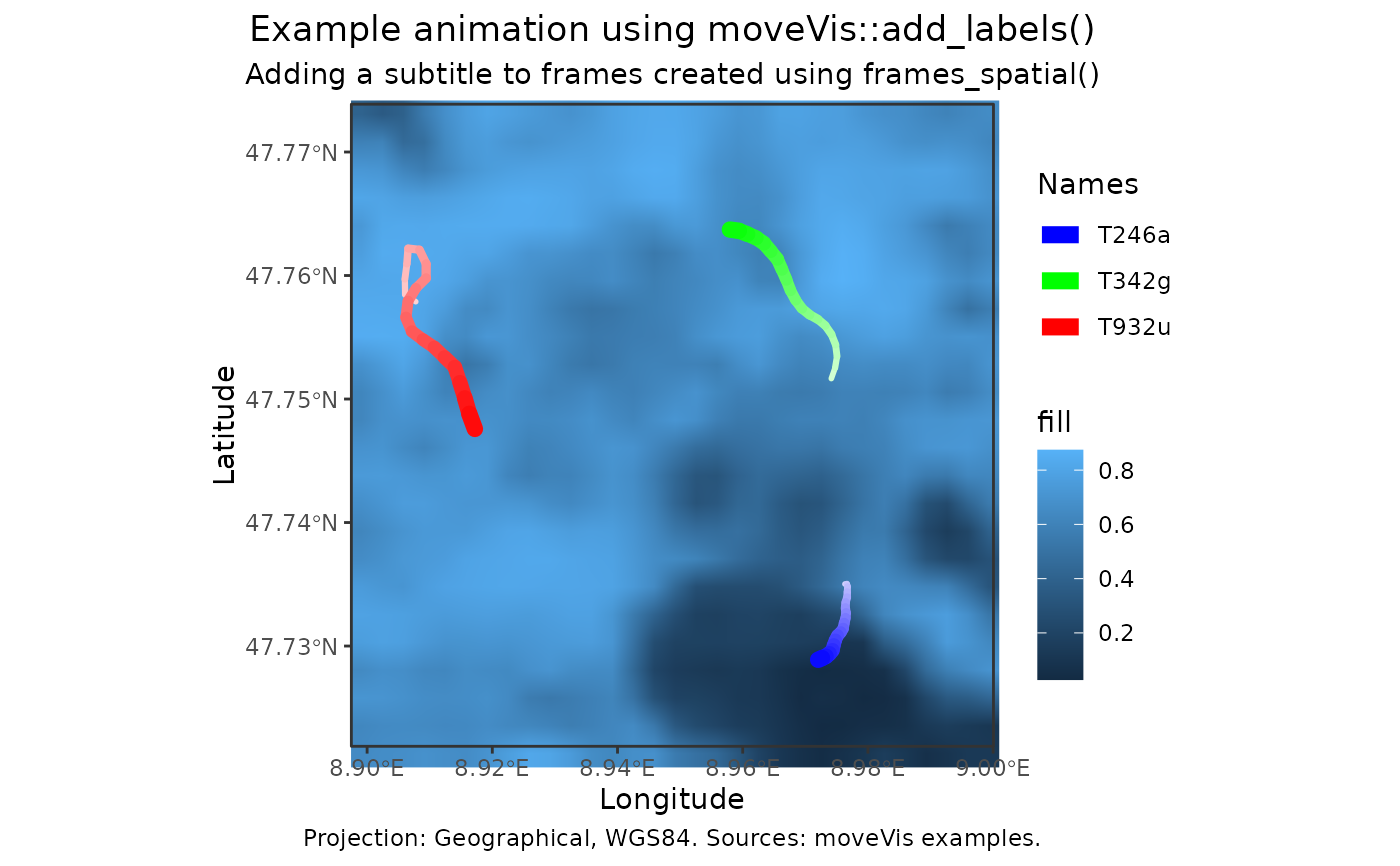 Example animation using moveVis::add_labels()
Adding a subtitle to frames created using frames_spatial()
47.77°N
47.76°N
47.75°N
47.74°N
47.73°N
Latitude
8.90°E 8.92°E 8.94°E 8.96°E 8.98°E 9.00°E
Longitude
Projection: Geographical, WGS84. Sources: moveVis examples.
Names
T246a
T342g
T932u
fill
0.8
0.6
0.4
0.2